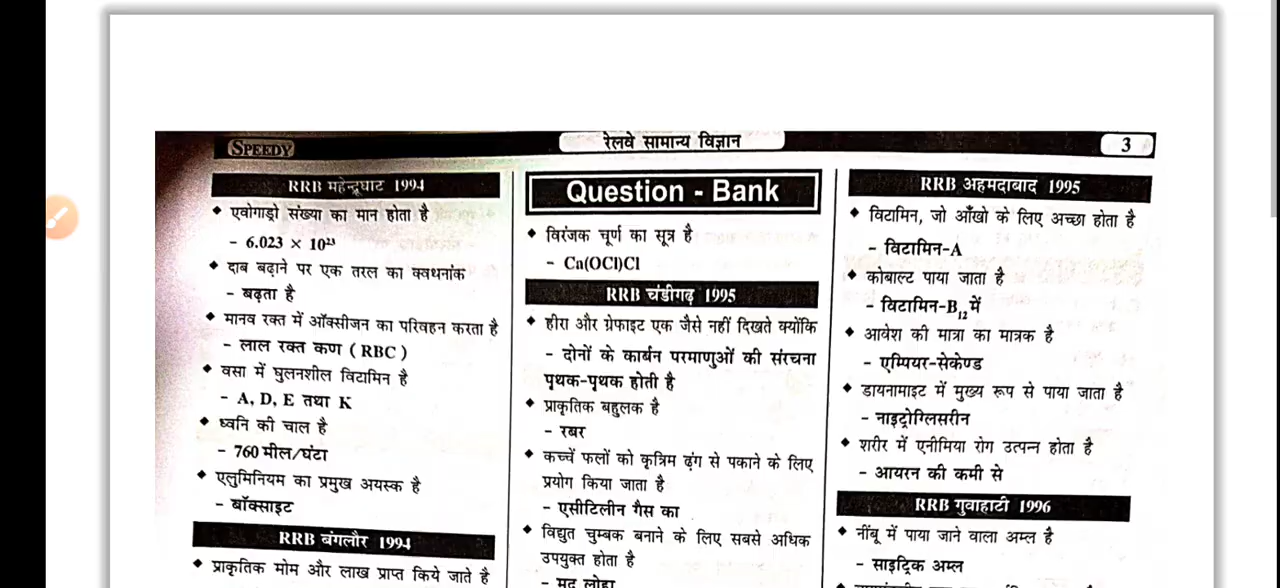 SPEEDY
रेलवे सामान्य विज्ञान
3
RRB महेन्द्रूघाट 1994
◆ एवोगाड्रो संख्या का मान होता है
- 6.023 × 10²³
◆ दाब बढ़ाने पर एक तरल का क्वथनांक
- बढ़ता है
◆ मानव रक्त में ऑक्सीजन का परिवहन करता है
- लाल रक्त कण (RBC)
◆ वसा में घुलनशील विटामिन है
- A, D, E तथा K
◆ ध्वनि की चाल है
- 760 मील/घंटा
◆ एलुमिनियम का प्रमुख अयस्क है
- बॉक्साइट
RRB बंगलौर 1994
◆ प्राकृतिक मोम और लाख प्राप्त किये जाते है
Question - Bank
◆ विरंजक चूर्ण का सूत्र है
- Ca(OCl)Cl
RRB चंडीगढ़ 1995
◆ हीरा और ग्रेफाइट एक जैसे नहीं दिखते क्योंकि
- दोनों के कार्बन परमाणुओं की संरचना
पृथक-पृथक होती है
◆ प्राकृतिक बहुलक है
- रबर
◆ कच्चें फलों को कृत्रिम ढ़ंग से पकाने के लिए
प्रयोग किया जाता है
- एसीटिलीन गैस का
◆ विद्युत चुम्बक बनाने के लिए सबसे अधिक
उपयुक्त होता है
- मृदु लोहा
RRB अहमदाबाद 1995
◆ विटामिन, जो आँखो के लिए अच्छा होता है
- विटामिन-A
◆ कोबाल्ट पाया जाता है
- विटामिन-B₁₂ में
◆ आवेश की मात्रा का मात्रक है
- एम्पियर-सेकेण्ड
◆ डायनामाइट में मुख्य रूप से पाया जाता है
- नाइट्रोग्लिसरीन
◆ शरीर में एनीमिया रोग उत्पन्न होता है
- आयरन की कमी से
RRB गुवाहाटी 1996
◆ नींबू में पाया जाने वाला अम्ल है
- साइट्रिक अम्ल